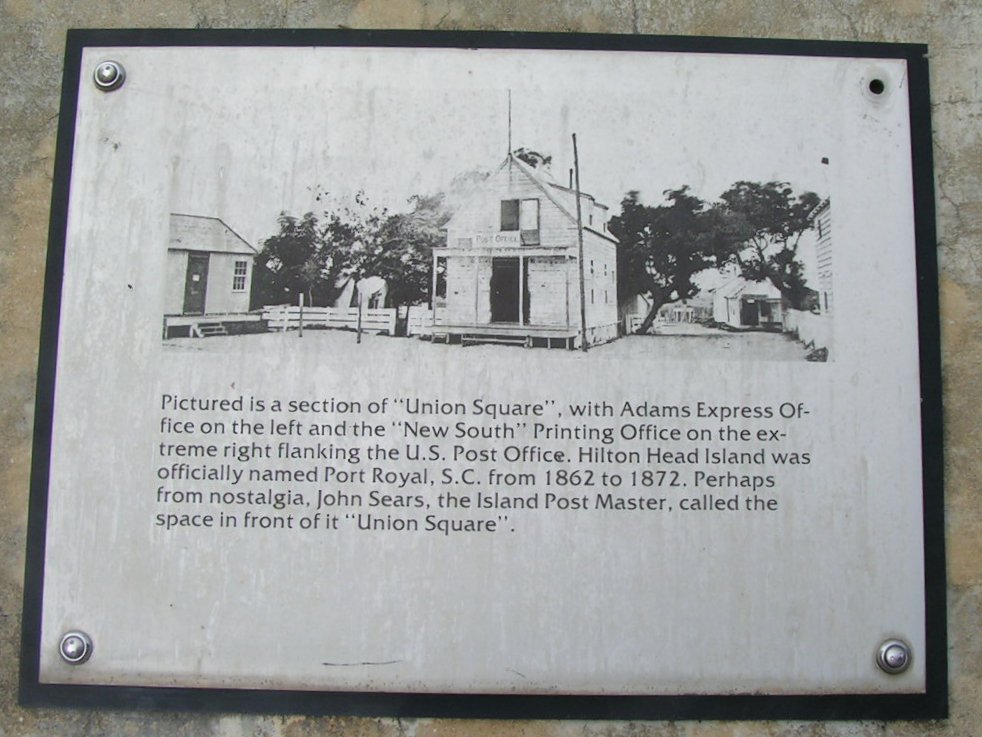 POST OFFICE
Pictured is a section of "Union Square", with Adams Express Of-
fice on the left and the "New South" Printing Office on the ex-
treme right flanking the U.S. Post Office. Hilton Head Island was
officially named Port Royal, S.C. from 1862 to 1872. Perhaps
from nostalgia, John Sears, the Island Post Master, called the
space in front of it "Union Square".